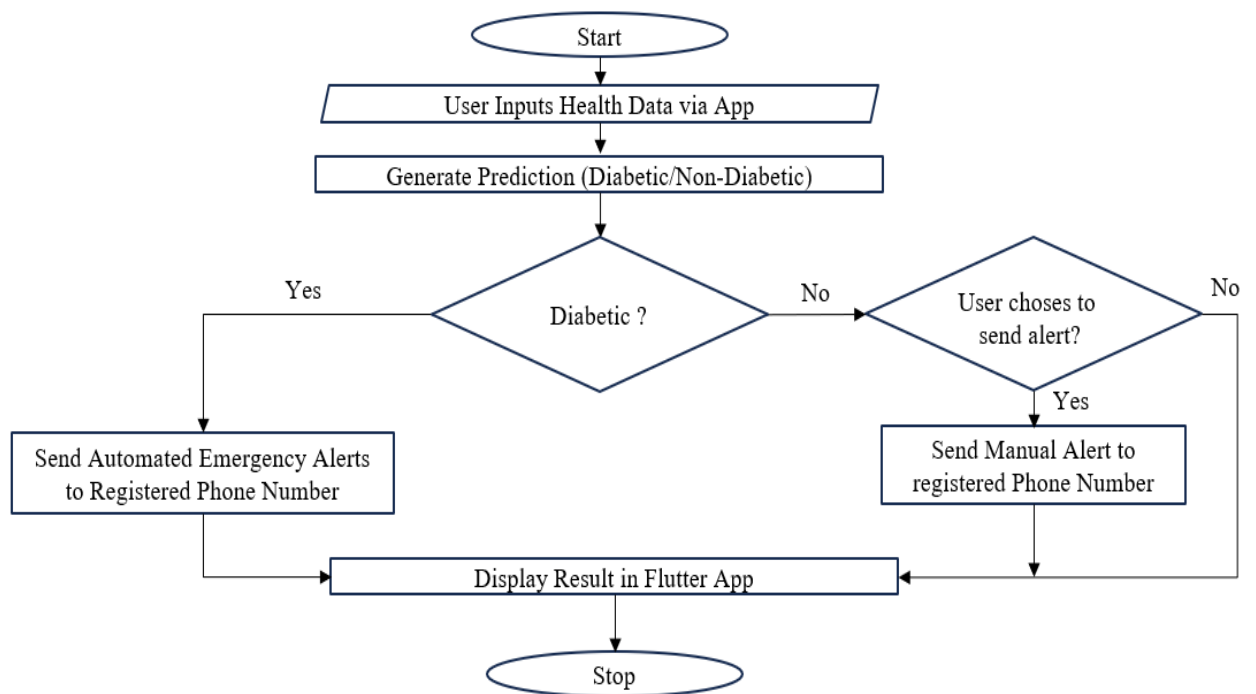 Start
User Inputs Health Data via App
Generate Prediction (Diabetic/Non-Diabetic)
Yes
Diabetic ?
No
User choses to
send alert?
No
Yes
Send Automated Emergency Alerts
to Registered Phone Number
Send Manual Alert to
registered Phone Number
Display Result in Flutter App
Stop